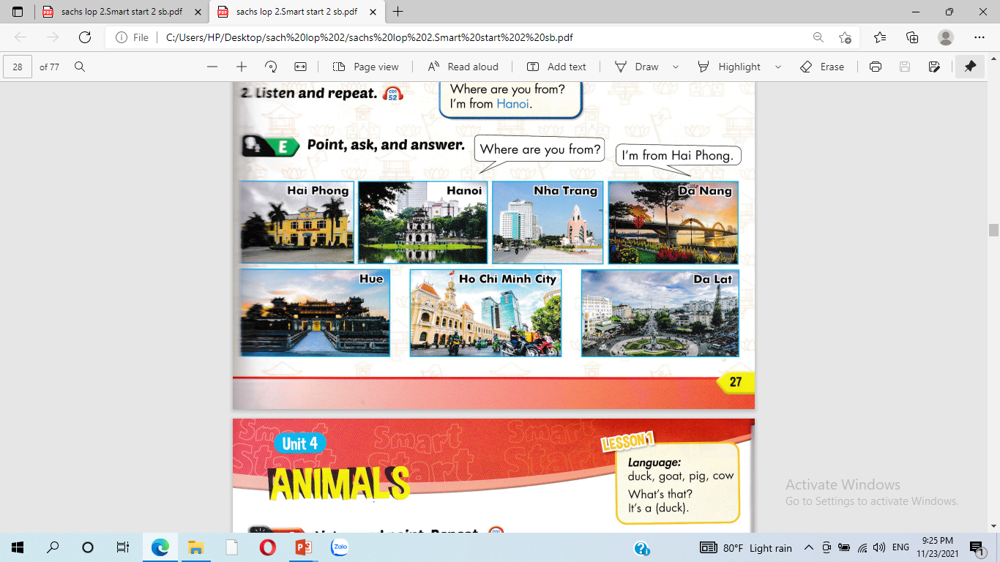 sachs lop 2.Smart start 2 sb.pdf
sachs lop 2.Smart start 2 sb.pdf
File
C:/Users/HP/Desktop/sach%20lop%202/sachs%20lop%202.Smart%20start%202%20sb.pdf
28 of 77
Page view
Read aloud
Add text
Draw
Highlight
Erase
2. Listen and repeat.
CD1 52
Where are you from?
I'm from Hanoi.
E Point, ask, and answer.
Where are you from?
I'm from Hai Phong.
Hai Phong
Hanoi
Nha Trang
Da Nang
Hue
Ho Chi Minh City
Da Lat
27
Smart Start
Smart Start
Smart Start
Unit 4
ANIMALS
LESSON 1
Language:
duck, goat, pig, cow
What's that?
It's a (duck).
Activate Windows
Go to Settings to activate Windows.
Zalo
80°F Light rain
ENG
9:25 PM
11/23/2021
1